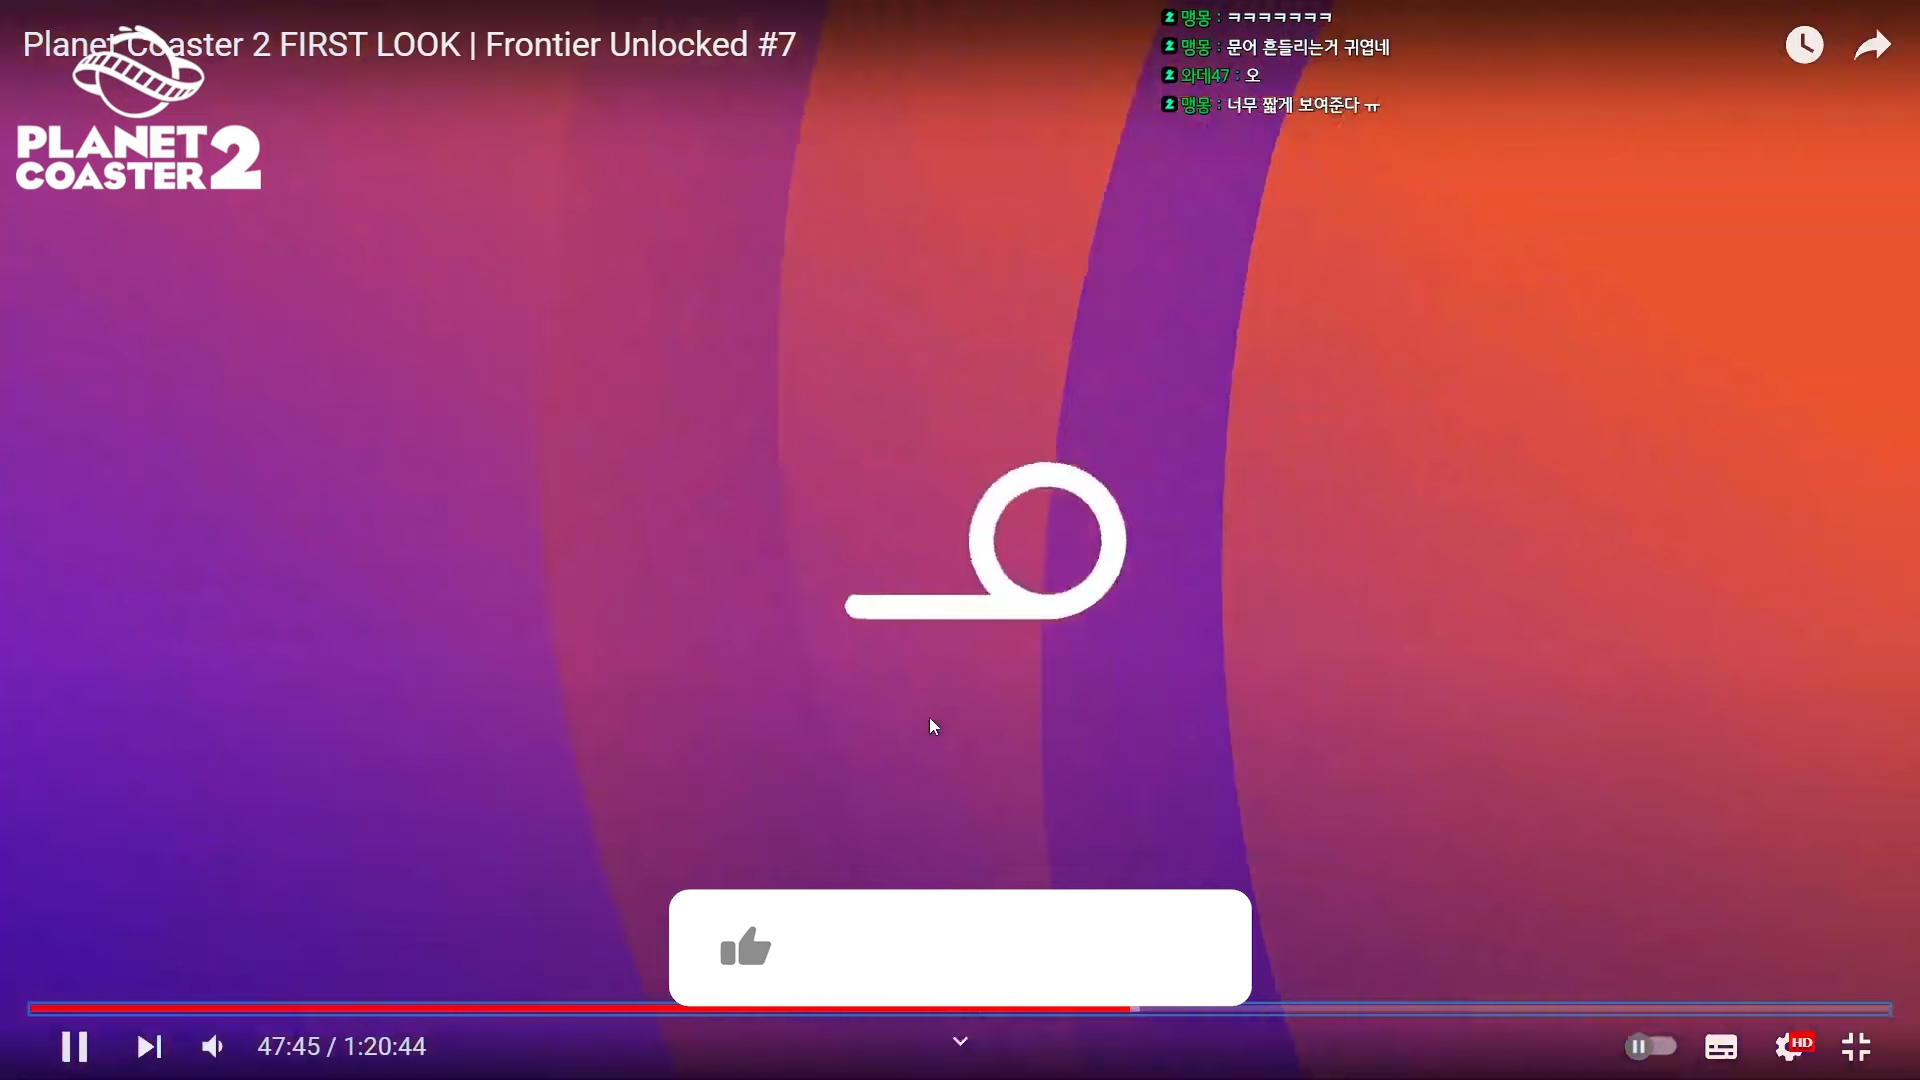 Planet Coaster 2 FIRST LOOK | Frontier Unlocked #7
PLANET
COASTER 2
맹몽 : ㅋㅋㅋㅋㅋㅋㅋ
맹몽 : 문어 흔들리는거 귀엽네
와데47 : 오
맹몽 : 너무 짧게 보여준다 ㅠ
47:45 / 1:20:44
HD